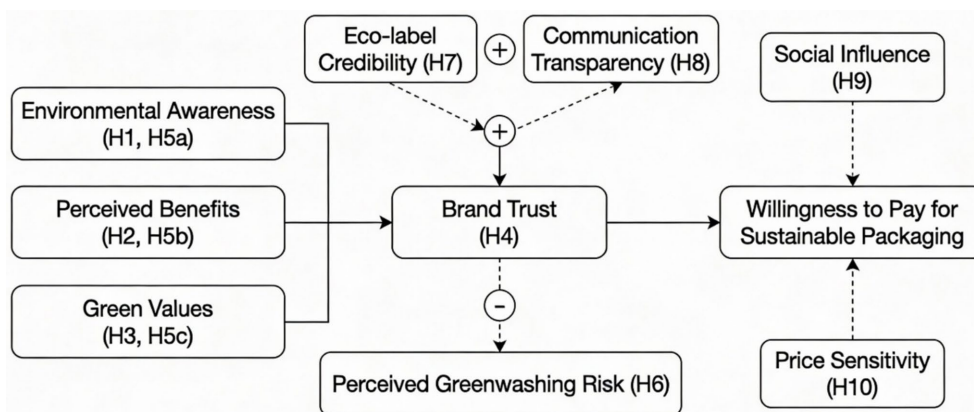 Eco-label
Credibility (H7)
+
Communication
Transparency (H8)
Social Influence
(H9)
Environmental Awareness
(H1, H5a)
+
Perceived Benefits
(H2, H5b)
Brand Trust
(H4)
Willingness to Pay for
Sustainable Packaging
Green Values
(H3, H5c)
-
Perceived Greenwashing Risk (H6)
Price Sensitivity
(H10)